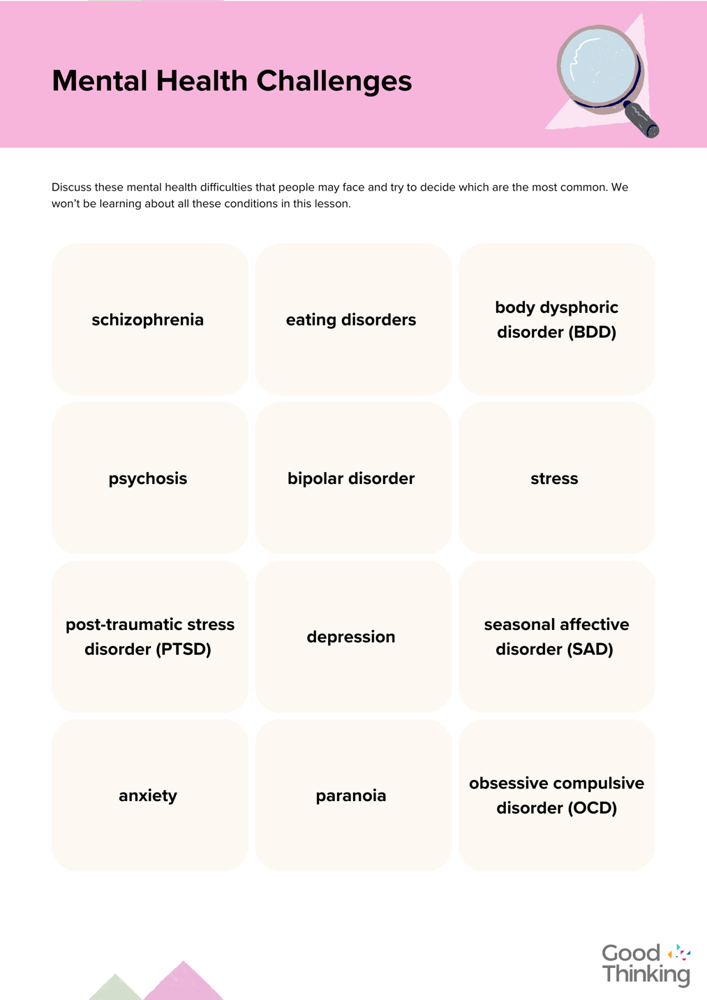 Mental Health Challenges
Discuss these mental health difficulties that people may face and try to decide which are the most common. We
won’t be learning about all these conditions in this lesson.
schizophrenia
eating disorders
body dysphoric
disorder (BDD)
psychosis
bipolar disorder
stress
post-traumatic stress
disorder (PTSD)
depression
seasonal affective
disorder (SAD)
anxiety
paranoia
obsessive compulsive
disorder (OCD)
Good
Thinking